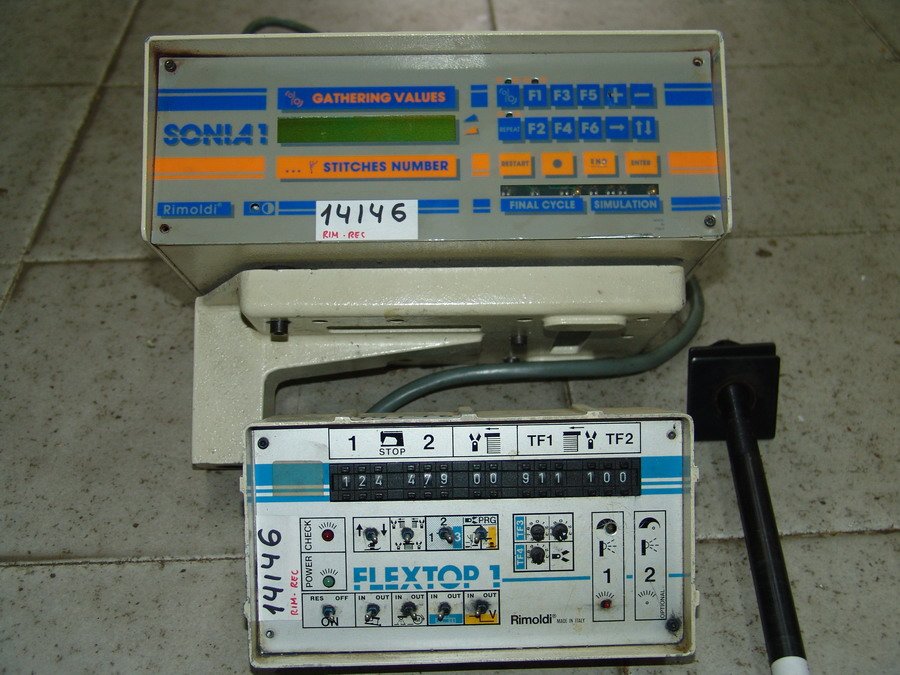 GATHERING VALUES
F1 F3 F5 + −
SONIA 1
REPEAT F2 F4 F6 → ↑↓
... STITCHES NUMBER
RESTART END ENTER
FINAL CYCLE SIMULATION
Rimoldi®
14146
RIM - REC
1 2 TF1 TF2
STOP
124 479 00 911 100
CHECK
POWER
2
1 3
PRG
TF3
TF4
FLEXTOP 1
1 2
RES OFF IN OUT IN OUT IN OUT IN OUT
ON
V
OPTIONAL
Rimoldi® MADE IN ITALY
14146
RIM - REC